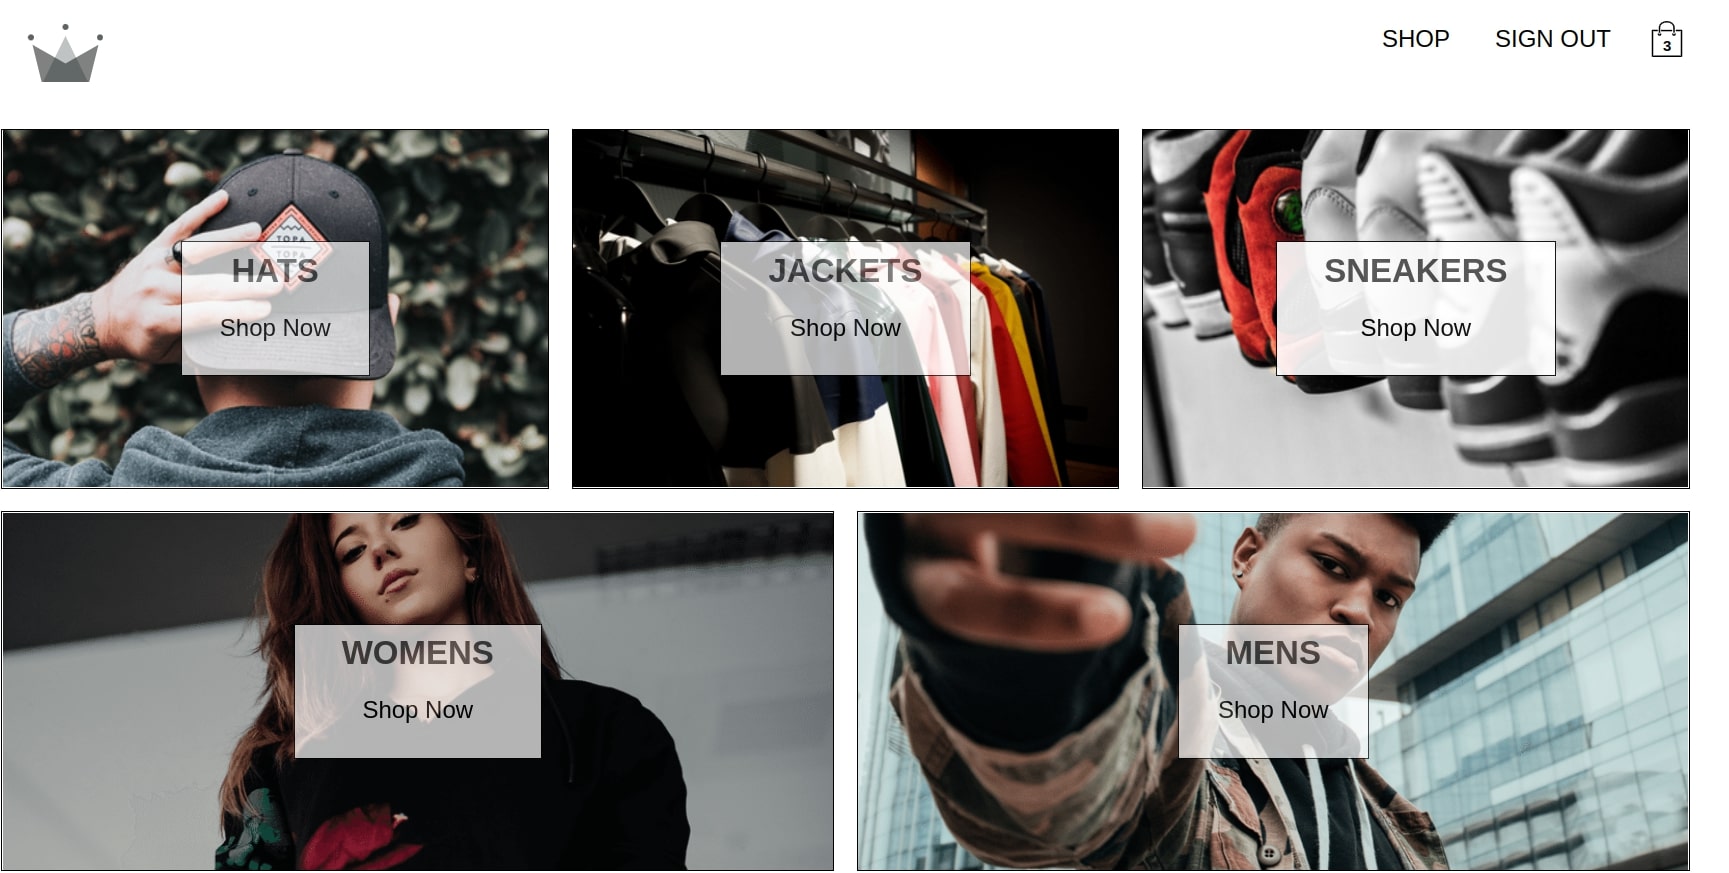 SHOP
SIGN OUT
3
TOPA
TOPA
HATS
Shop Now
JACKETS
Shop Now
SNEAKERS
Shop Now
WOMENS
Shop Now
MENS
Shop Now